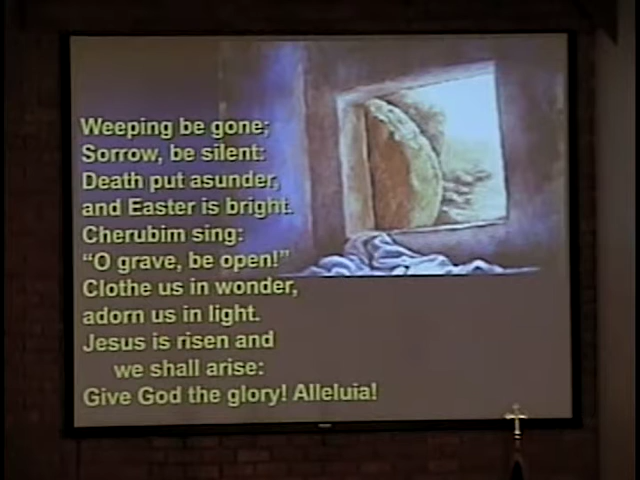 Weeping be gone;
Sorrow, be silent:
Death put asunder,
and Easter is bright.
Cherubim sing:
“O grave, be open!”
Clothe us in wonder,
adorn us in light.
Jesus is risen and
we shall arise:
Give God the glory! Alleluia!